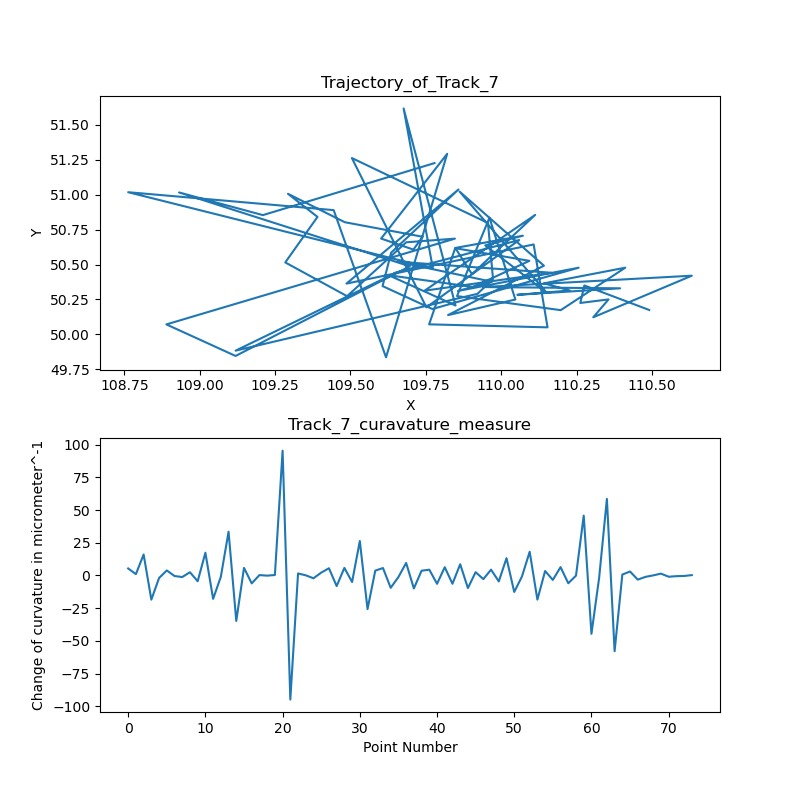 Trajectory_of_Track_7
51.50
51.25
51.00
50.75
50.50
50.25
50.00
49.75
Y
108.75 109.00 109.25 109.50 109.75 110.00 110.25 110.50
X
Track_7_curavature_measure
100
75
50
25
0
−25
−50
−75
−100
Change of curvature in micrometer^-1
0 10 20 30 40 50 60 70
Point Number